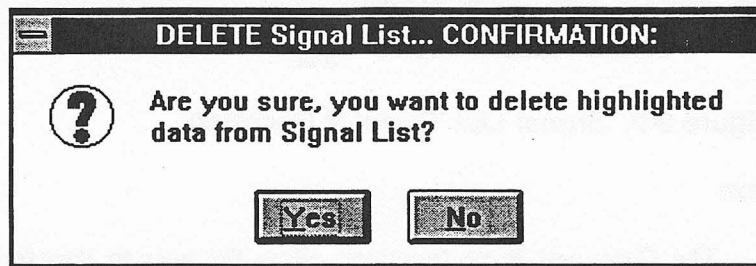 DELETE Signal List... CONFIRMATION:
Are you sure, you want to delete highlighted
data from Signal List?
Yes
No